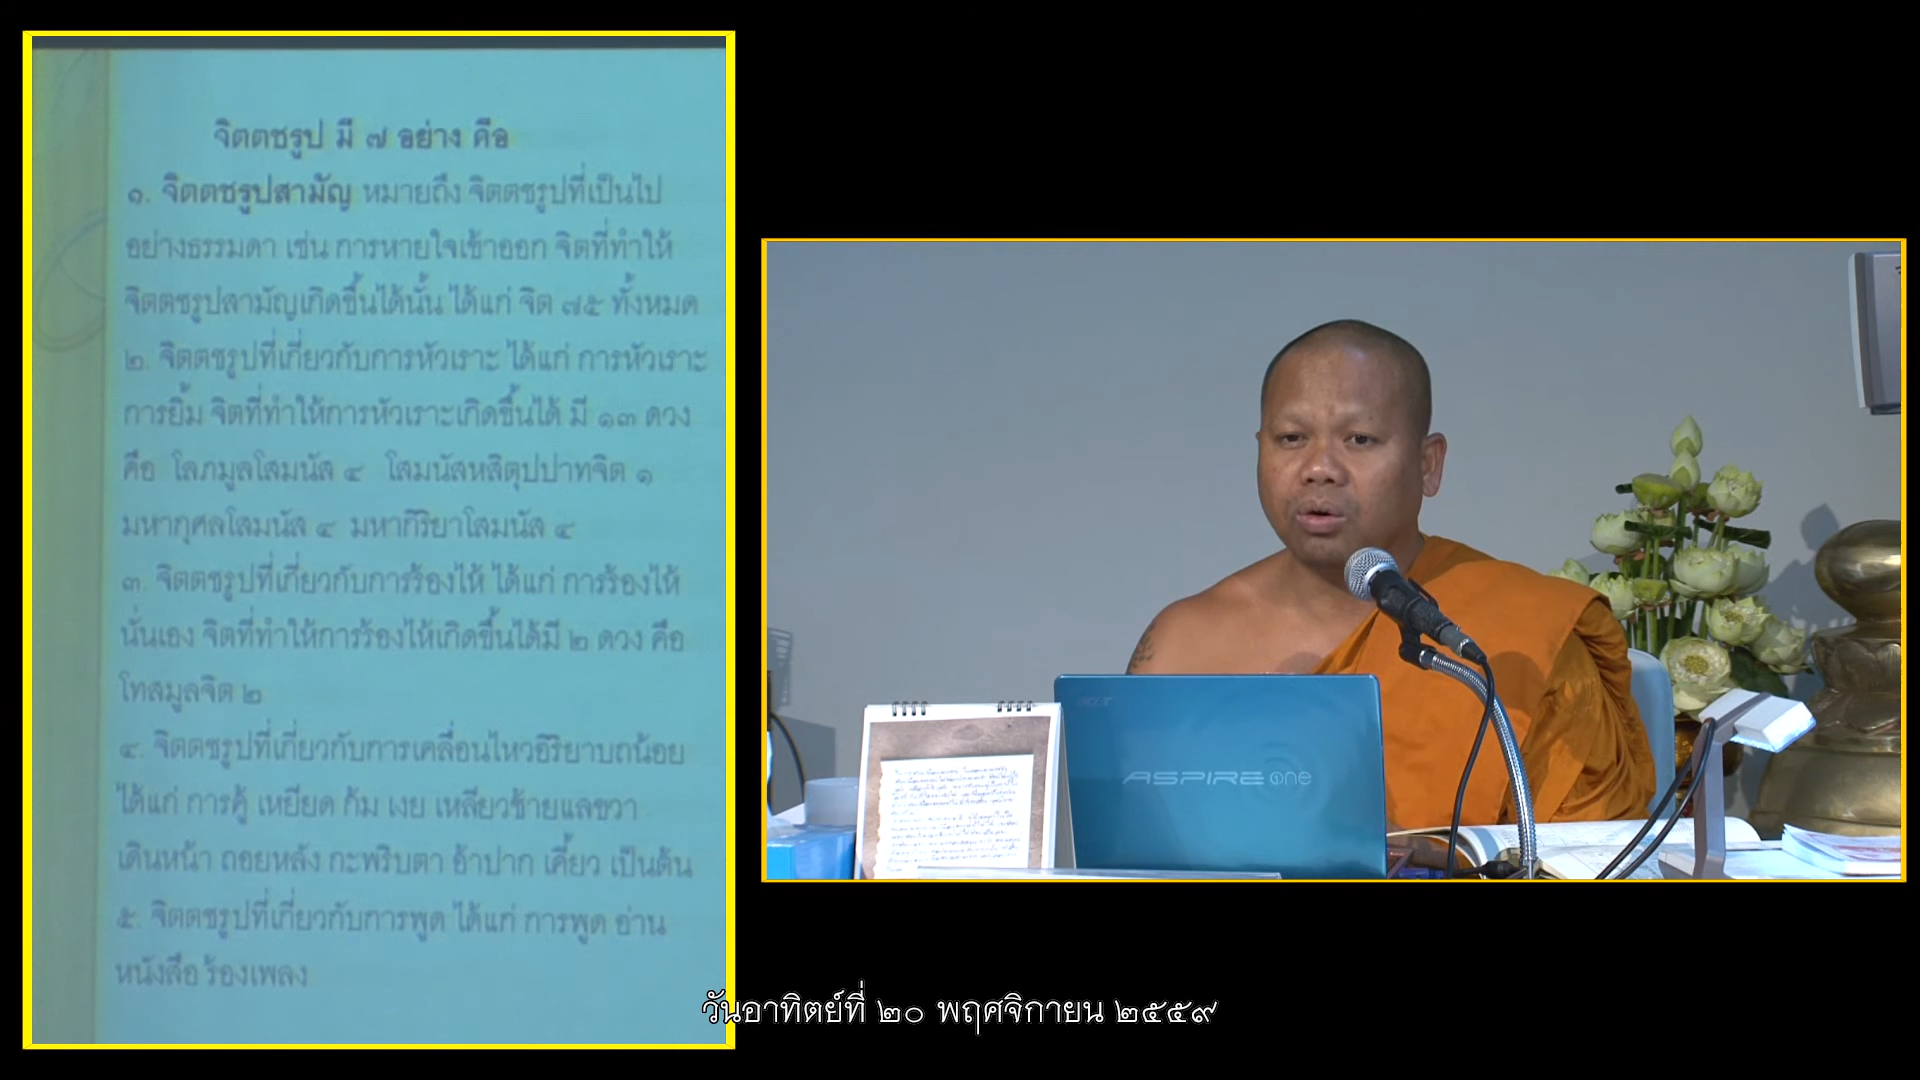 จิตตชรูป มี ๗ อย่าง คือ
๑. จิตตชรูปสามัญ หมายถึง จิตตชรูปที่เป็นไป
อย่างธรรมดา เช่น การหายใจเข้าออก จิตที่ทำให้
จิตตชรูปสามัญเกิดขึ้นได้นั้น ได้แก่ จิต ๗๕ ทั้งหมด
๒. จิตตชรูปที่เกี่ยวกับการหัวเราะ ได้แก่ การหัวเราะ
การยิ้ม จิตที่ทำให้การหัวเราะเกิดขึ้นได้ มี ๑๓ ดวง
คือ โลภมูลโสมนัส ๔ โสมนัสหสิตุปปาทจิต ๑
มหากุศลโสมนัส ๔ มหากิริยาโสมนัส ๔
๓. จิตตชรูปที่เกี่ยวกับการร้องไห้ ได้แก่ การร้องไห้
นั่นเอง จิตที่ทำให้การร้องไห้เกิดขึ้นได้มี ๒ ดวง คือ
โทสมูลจิต ๒
๔. จิตตชรูปที่เกี่ยวกับการเคลื่อนไหวอิริยาบถน้อย
ได้แก่ การคู้ เหยียด ก้ม เงย เหลียวซ้ายแลขวา
เดินหน้า ถอยหลัง กะพริบตา อ้าปาก เคี้ยว เป็นต้น
๕. จิตตชรูปที่เกี่ยวกับการพูด ได้แก่ การพูด อ่าน
หนังสือ ร้องเพลง
acer
ASPIRE one
วันอาทิตย์ที่ ๒๐ พฤศจิกายน ๒๕๕๙